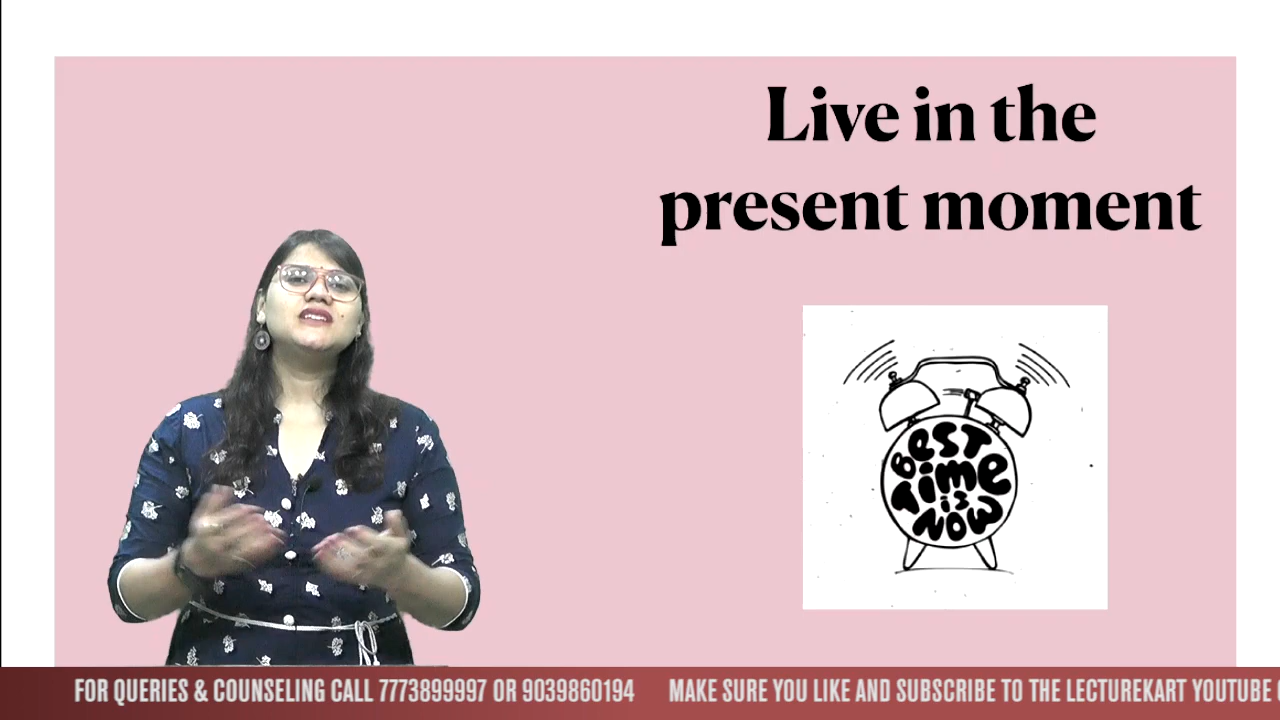 Live in the
present moment
BEST
TIME
is
NOW
FOR QUERIES & COUNSELING CALL 7773899997 OR 9039860194 MAKE SURE YOU LIKE AND SUBSCRIBE TO THE LECTUREKART YOUTUBE